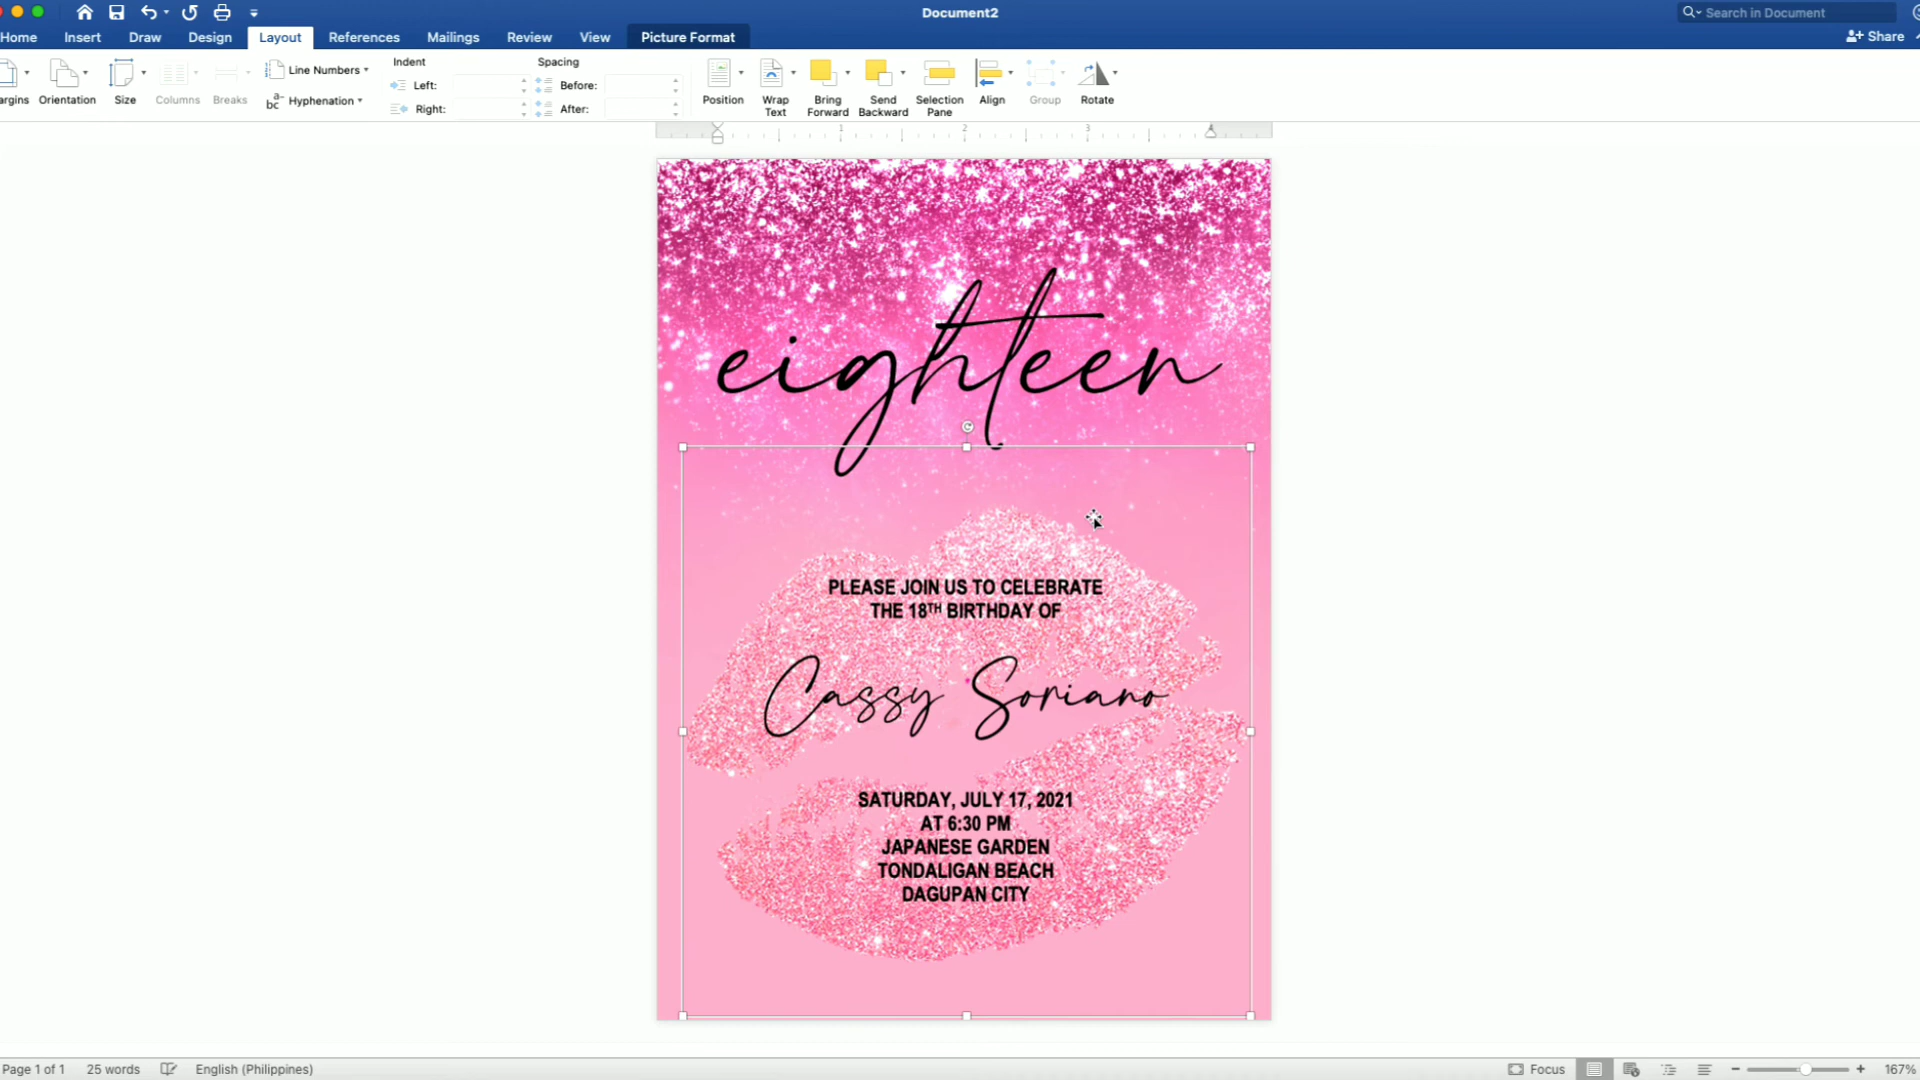 Document2
Search in Document
Home Insert Draw Design Layout References Mailings Review View Picture Format Share
Line Numbers Indent Spacing
Left: Before:
Hyphenation Right: After:
argins Orientation Size Columns Breaks Position Wrap Text Bring Forward Send Backward Selection Pane Align Group Rotate
1 2 3
eighteen
PLEASE JOIN US TO CELEBRATE
THE 18TH BIRTHDAY OF
Cassy Soriano
SATURDAY, JULY 17, 2021
AT 6:30 PM
JAPANESE GARDEN
TONDALIGAN BEACH
DAGUPAN CITY
Page 1 of 1 25 words English (Philippines) Focus 167%